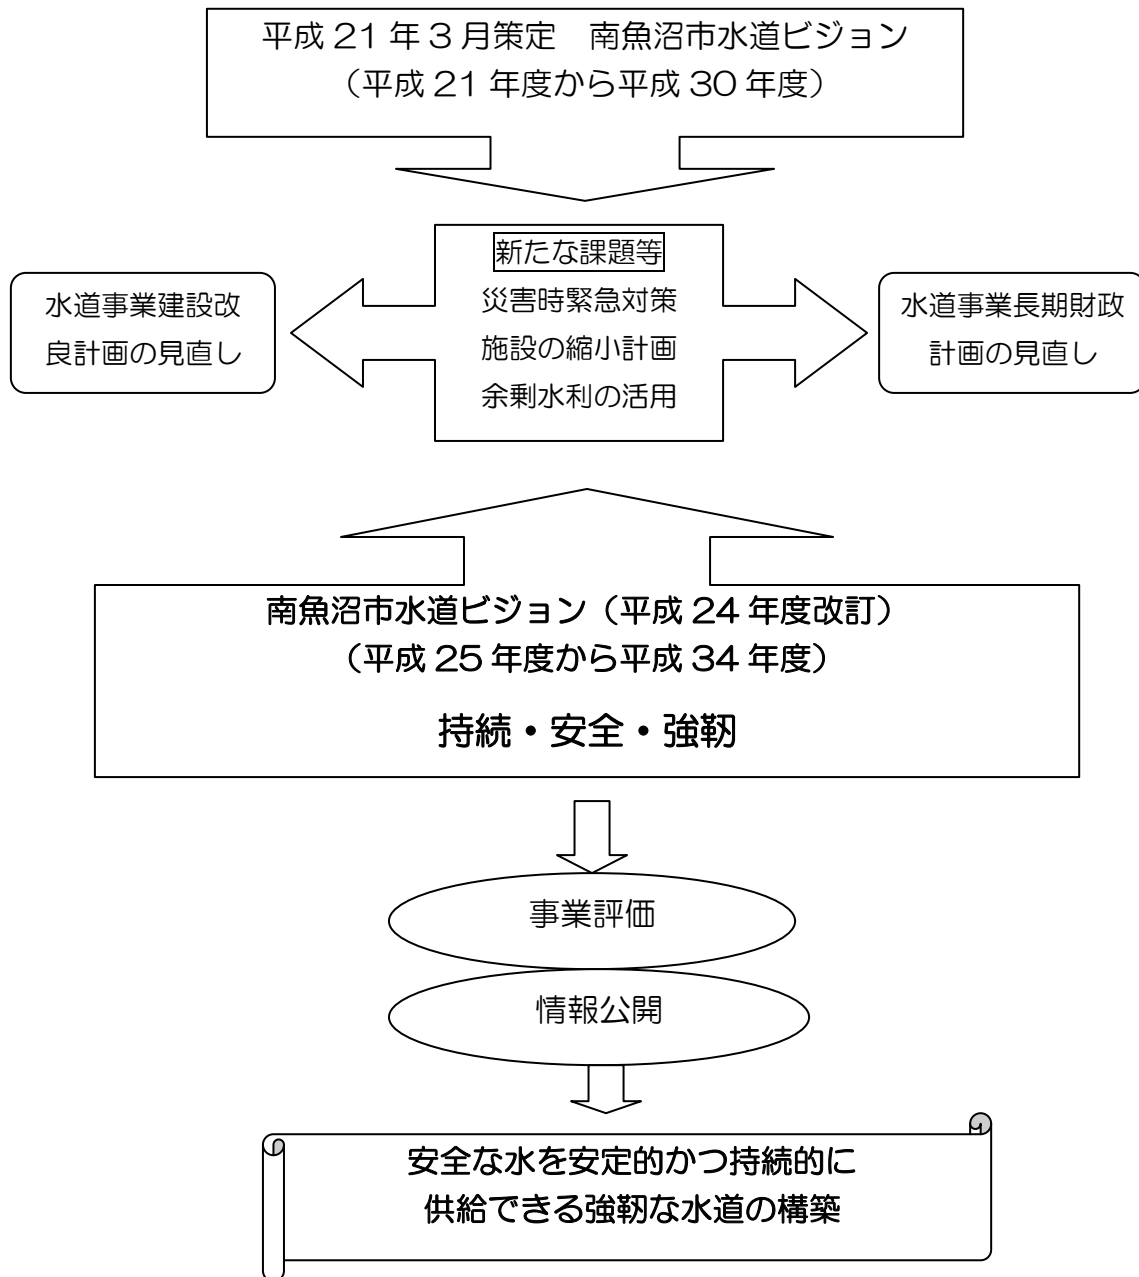 平成 21 年 3 月策定　南魚沼市水道ビジョン
（平成 21 年度から平成 30 年度）
新たな課題等
災害時緊急対策
施設の縮小計画
余剰水利の活用
水道事業建設改
良計画の見直し
水道事業長期財政
計画の見直し
南魚沼市水道ビジョン（平成 24 年度改訂）
（平成 25 年度から平成 34 年度）
持続・安全・強靭
事業評価
情報公開
安全な水を安定的かつ持続的に
供給できる強靭な水道の構築